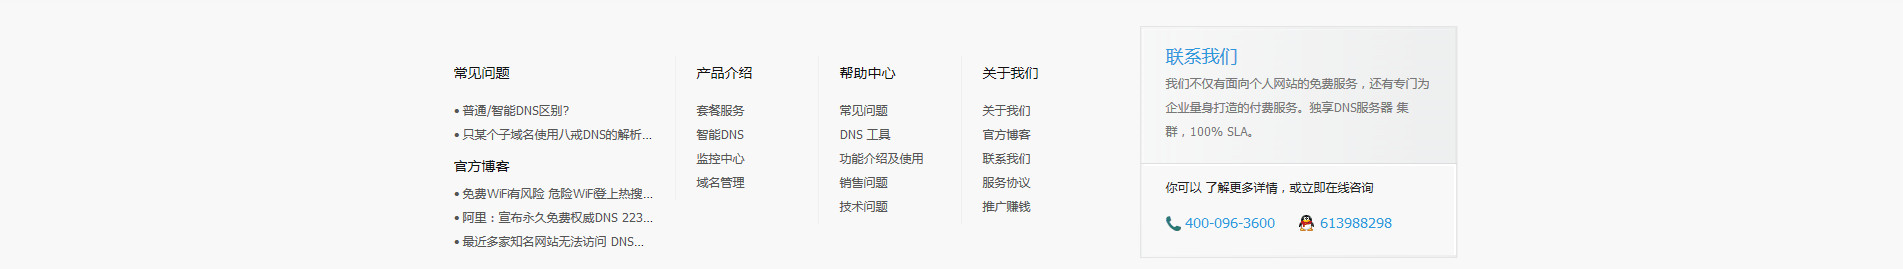 常见问题
• 普通/智能DNS区别?
• 只某个子域名使用八戒DNS的解析...
官方博客
• 免费WiFi有风险 危险WiFi登上热搜...
• 阿里：宣布永久免费权威DNS 223...
• 最近多家知名网站无法访问 DNS...
产品介绍
套餐服务
智能DNS
监控中心
域名管理
帮助中心
常见问题
DNS 工具
功能介绍及使用
销售问题
技术问题
关于我们
关于我们
官方博客
联系我们
服务协议
推广赚钱
联系我们
我们不仅有面向个人网站的免费服务，还有专门为
企业量身打造的付费服务。独享DNS服务器 集
群，100% SLA。
你可以 了解更多详情，或立即在线咨询
400-096-3600 613988298